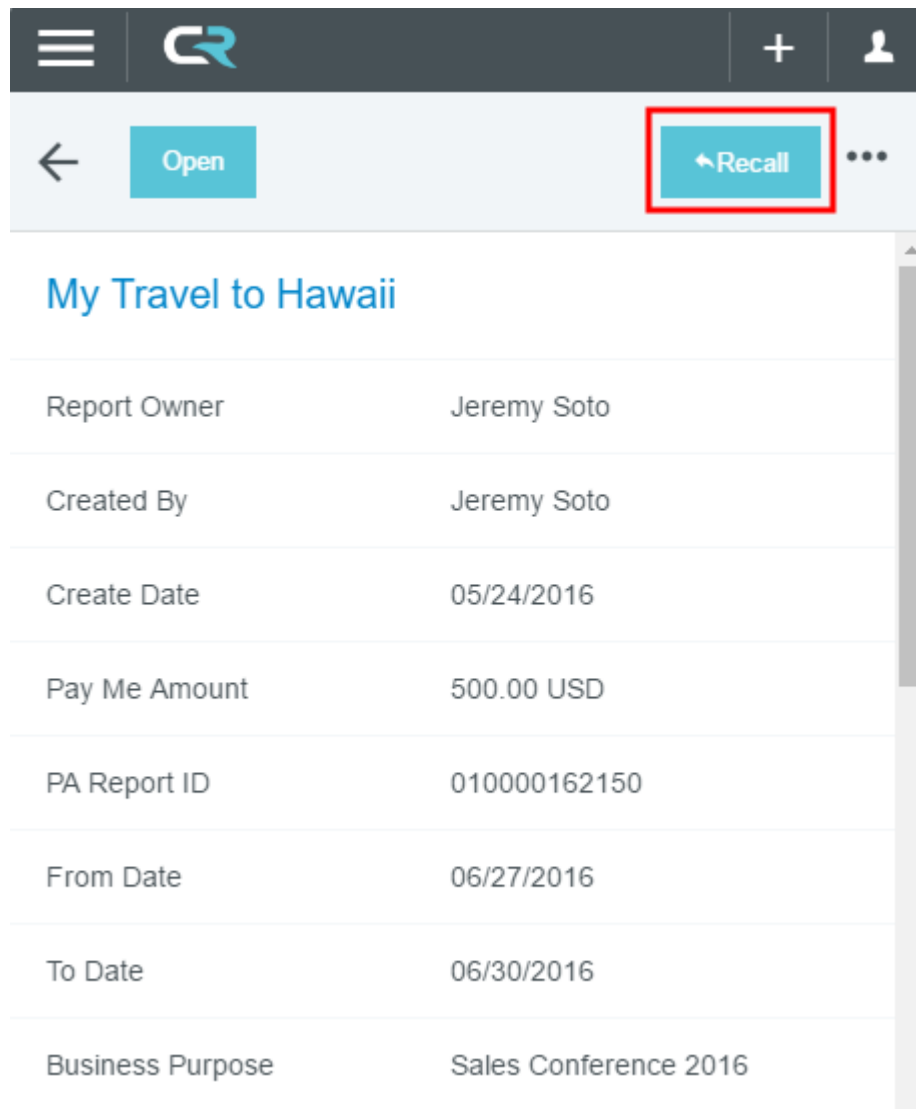 CR
+
Open
Recall
My Travel to Hawaii
Report Owner Jeremy Soto
Created By Jeremy Soto
Create Date 05/24/2016
Pay Me Amount 500.00 USD
PA Report ID 010000162150
From Date 06/27/2016
To Date 06/30/2016
Business Purpose Sales Conference 2016